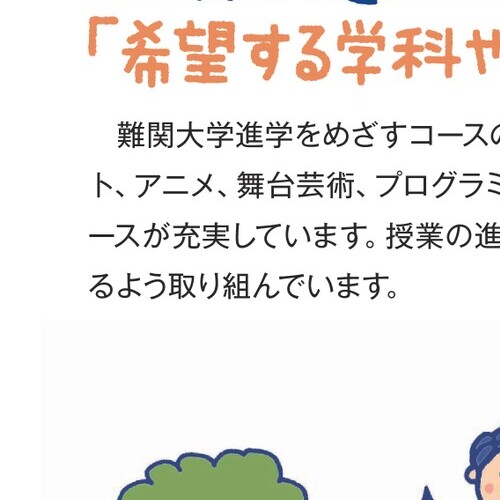 「希望する学科や
難関大学進学をめざすコースの
ト、アニメ、舞台芸術、プログラミ
ースが充実しています。授業の進
るよう取り組んでいます。